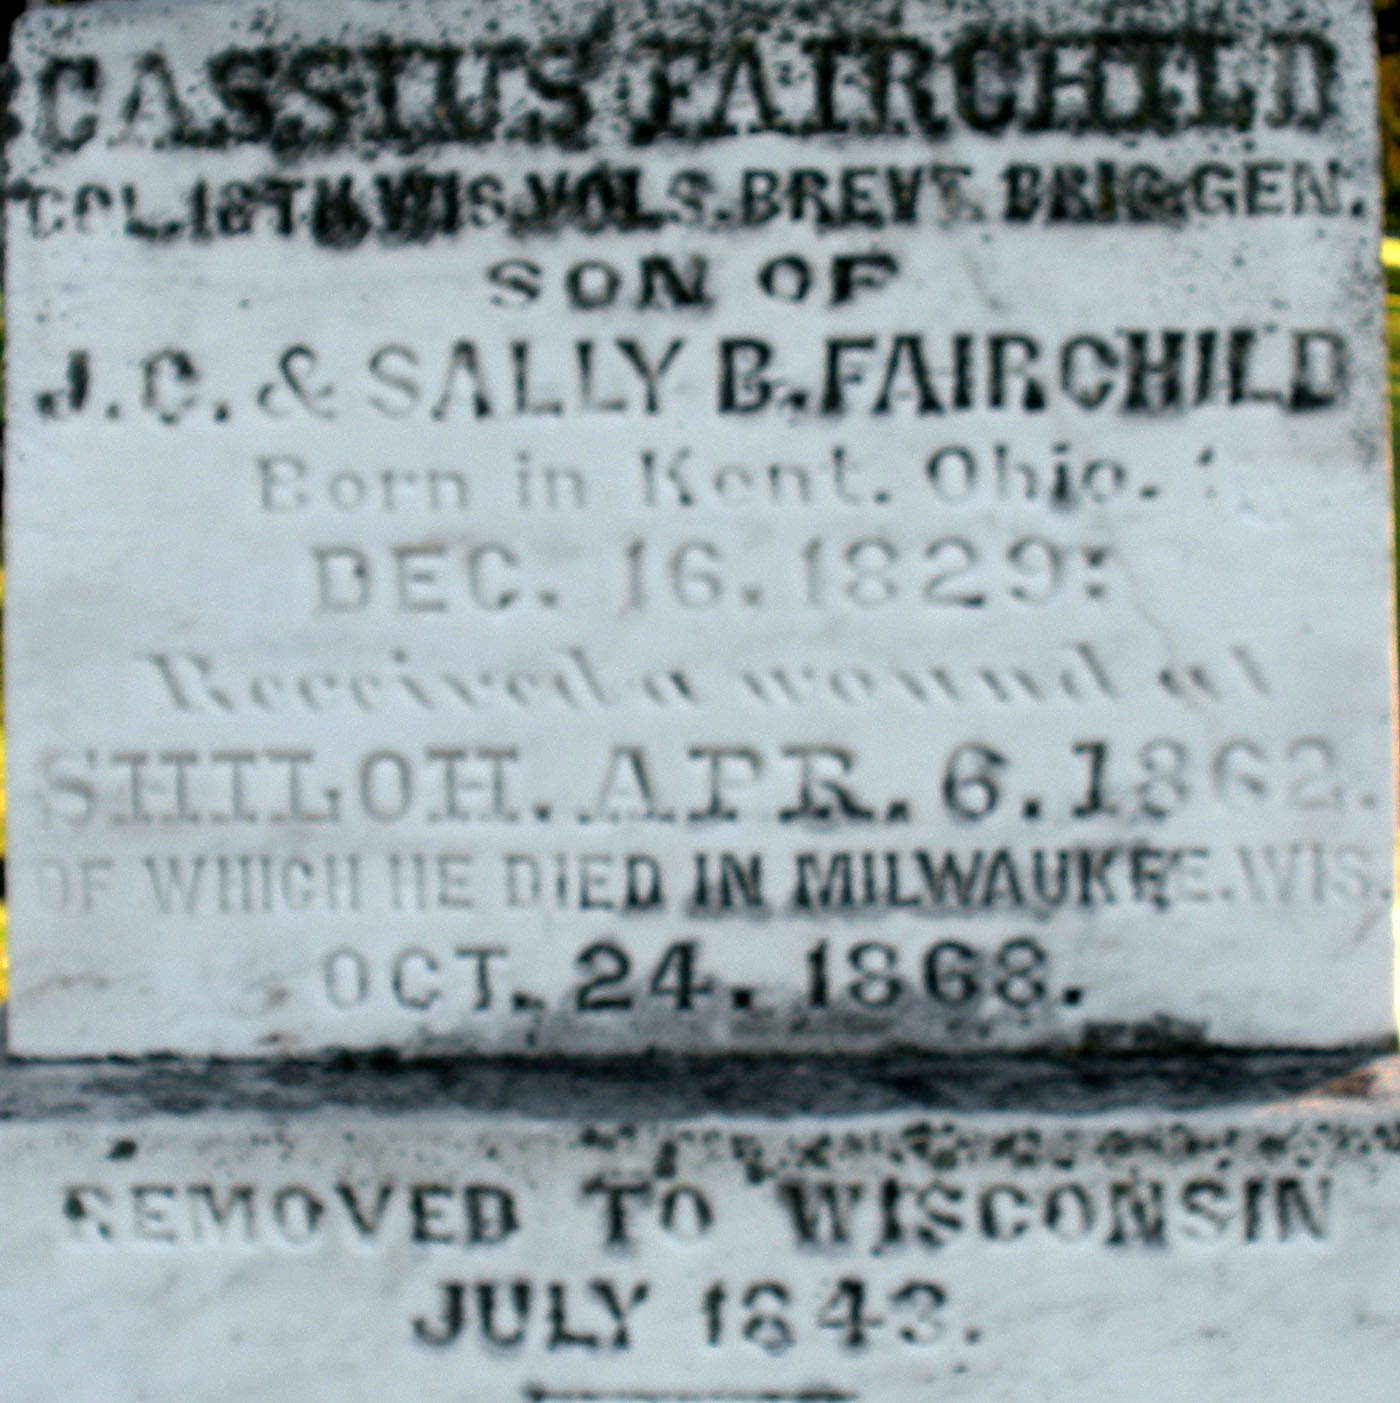 CASSIUS FAIRCHILD
COL. 16TH WIS. VOLS. BREVT. BRIG. GEN.
SON OF
J. C. & SALLY B. FAIRCHILD
Born in Kent. Ohio.
DEC. 16. 1829:
Received a wound at
SHILOH. APR. 6. 1862.
OF WHICH HE DIED IN MILWAUKEE. WIS.
OCT. 24. 1868.
REMOVED TO WISCONSIN
JULY 1843.